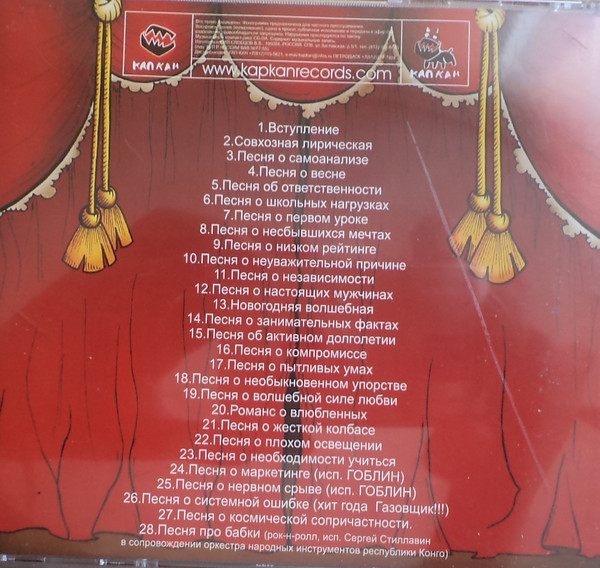 КАПКАН
www.kapkanrecords.com
КАПКАН
1.Вступление
2.Совхозная лирическая
3.Песня о самоанализе
4.Песня о весне
5.Песня об ответственности
6.Песня о школьных нагрузках
7.Песня о первом уроке
8.Песня о несбывшихся мечтах
9.Песня о низком рейтинге
10.Песня о неуважительной причине
11.Песня о независимости
12.Песня о настоящих мужчинах
13.Новогодняя волшебная
14.Песня о занимательных фактах
15.Песня об активном долголетии
16.Песня о компромиссе
17.Песня о пытливых умах
18.Песня о необыкновенном упорстве
19.Песня о волшебной силе любви
20.Романс о влюбленных
21.Песня о жесткой колбасе
22.Песня о плохом освещении
23.Песня о необходимости учиться
24.Песня о маркетинге (исп. ГОБЛИН)
25.Песня о нервном срыве (исп. ГОБЛИН)
26.Песня о системной ошибке (хит года Газовщик!!!)
27.Песня о космической сопричастности.
28.Песня про бабки (рок-н-ролл, исп. Сергей Стиллавин
в сопровождении оркестра народных инструментов республики Конго)